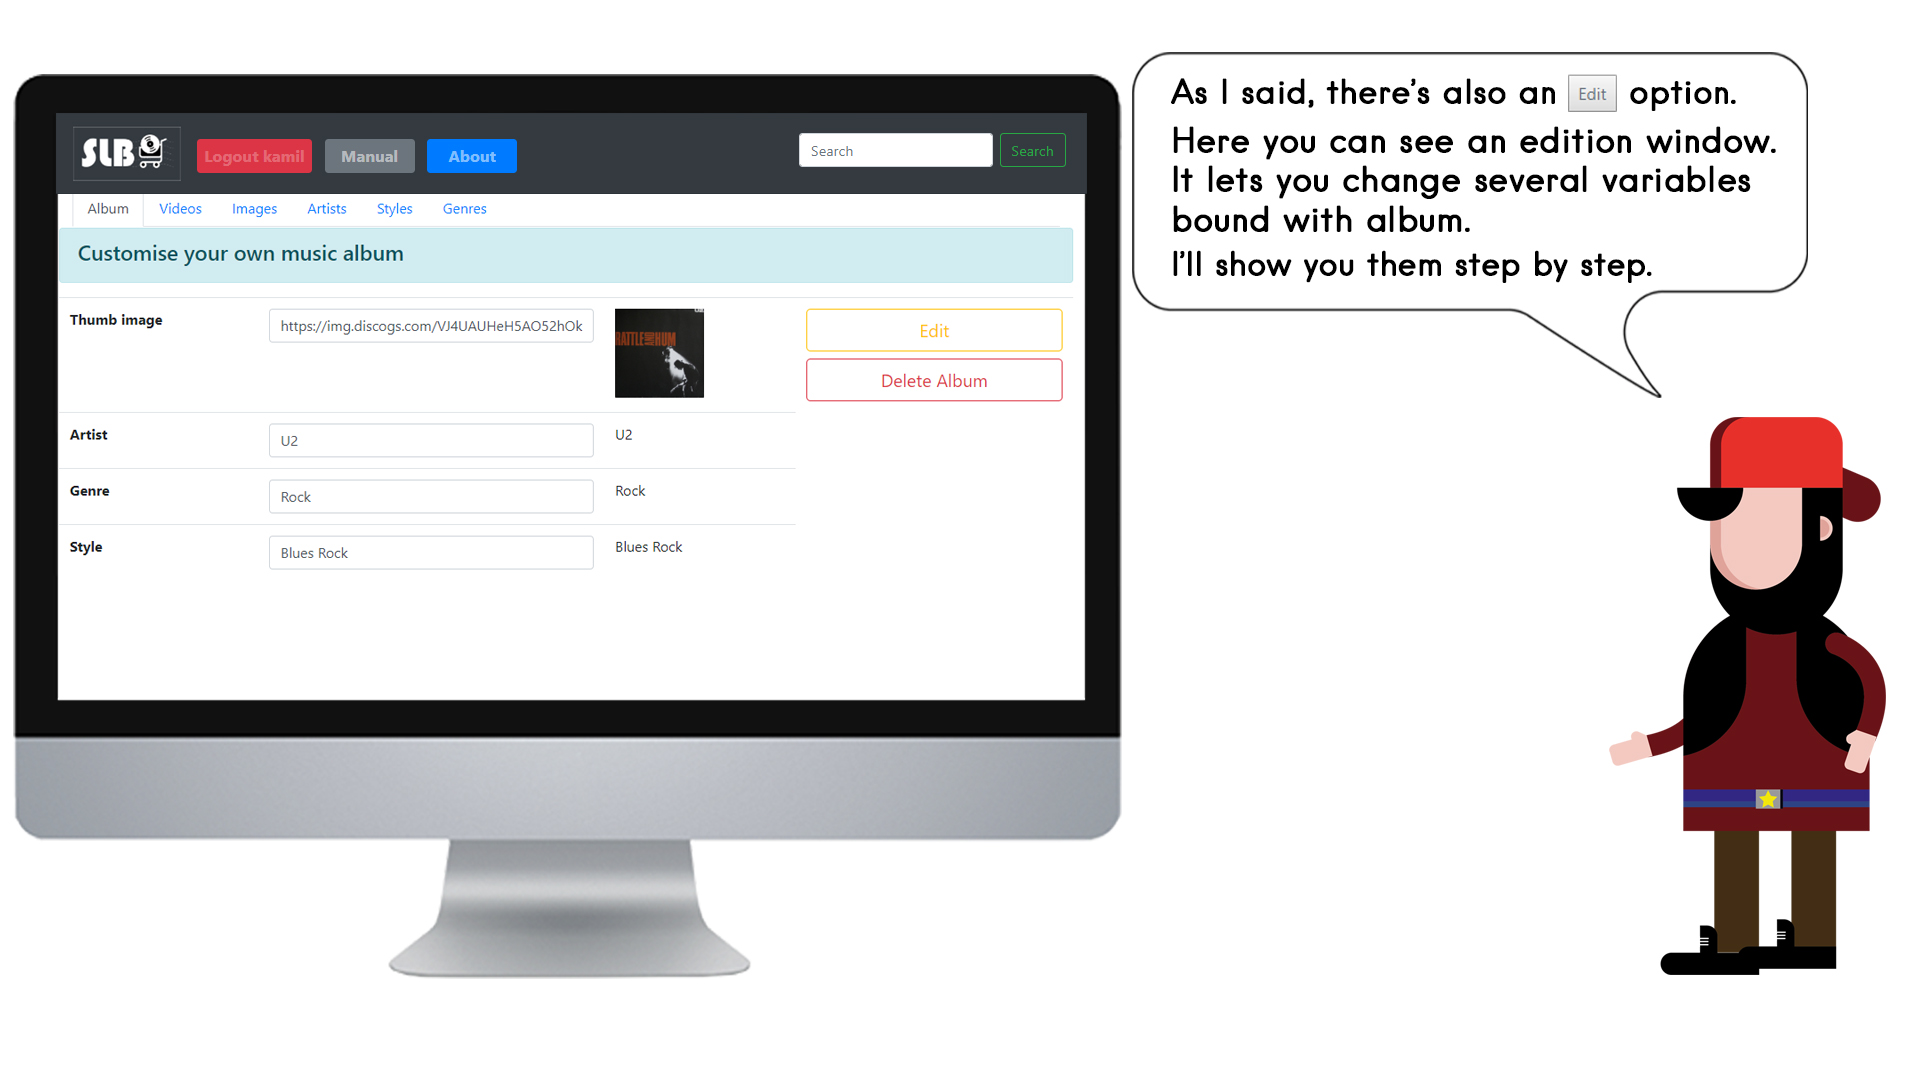 As I said, there's also an Edit option.
Here you can see an edition window.
It lets you change several variables
bound with album.
I'll show you them step by step.
SLB
Logout kamil
Manual
About
Search
Search
Album
Videos
Images
Artists
Styles
Genres
Customise your own music album
Thumb image
https://img.discogs.com/VJ4UAUHeH5AO52hOk
RATTLE AND HUM
Edit
Delete Album
Artist
U2
U2
Genre
Rock
Rock
Style
Blues Rock
Blues Rock